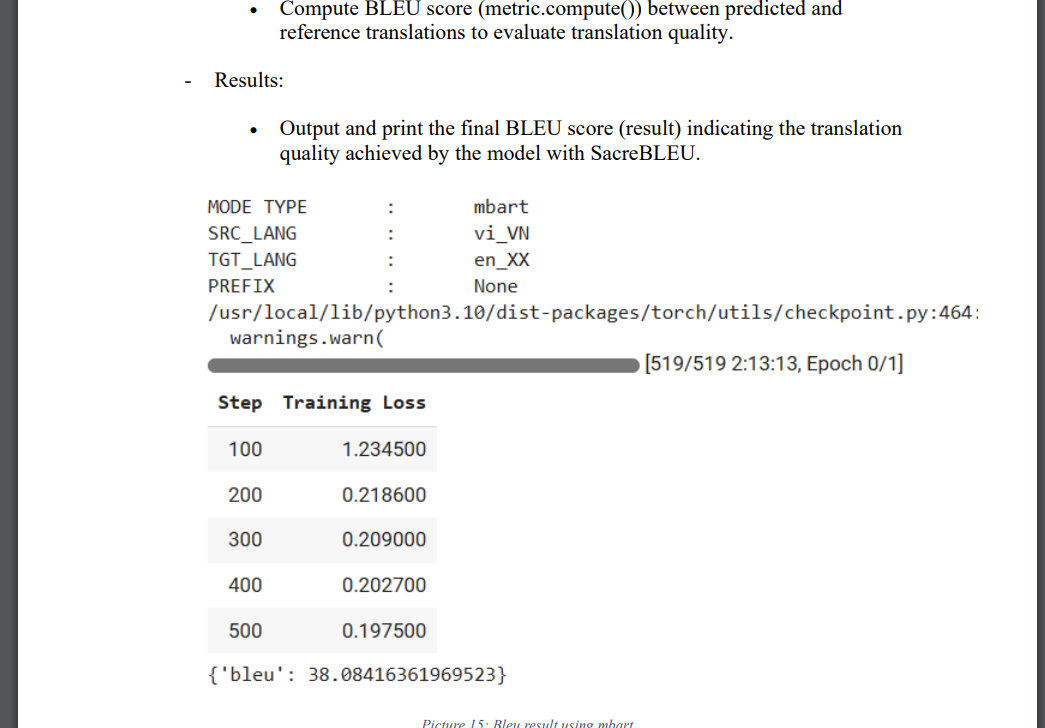 • Compute BLEU score (metric.compute()) between predicted and
reference translations to evaluate translation quality.
- Results:
• Output and print the final BLEU score (result) indicating the translation
quality achieved by the model with SacreBLEU.
MODE TYPE : mbart
SRC_LANG : vi_VN
TGT_LANG : en_XX
PREFIX : None
/usr/local/lib/python3.10/dist-packages/torch/utils/checkpoint.py:464:
warnings.warn(
[519/519 2:13:13, Epoch 0/1]
Step Training Loss
100 1.234500
200 0.218600
300 0.209000
400 0.202700
500 0.197500
{'bleu': 38.08416361969523}
Picture 15: Bleu result using mbart